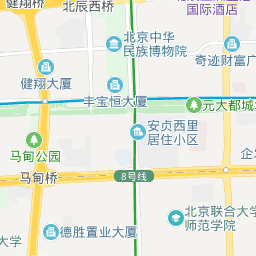 健翔桥
北辰西桥
国际酒店
北京中华
民族博物院
奇迹财富广
健翔大厦
丰宝恒大厦
元大都城
安贞西里
居住小区
马甸公园
马甸桥
8号线
企
北京联合大
师范学院
大学
德胜置业大厦